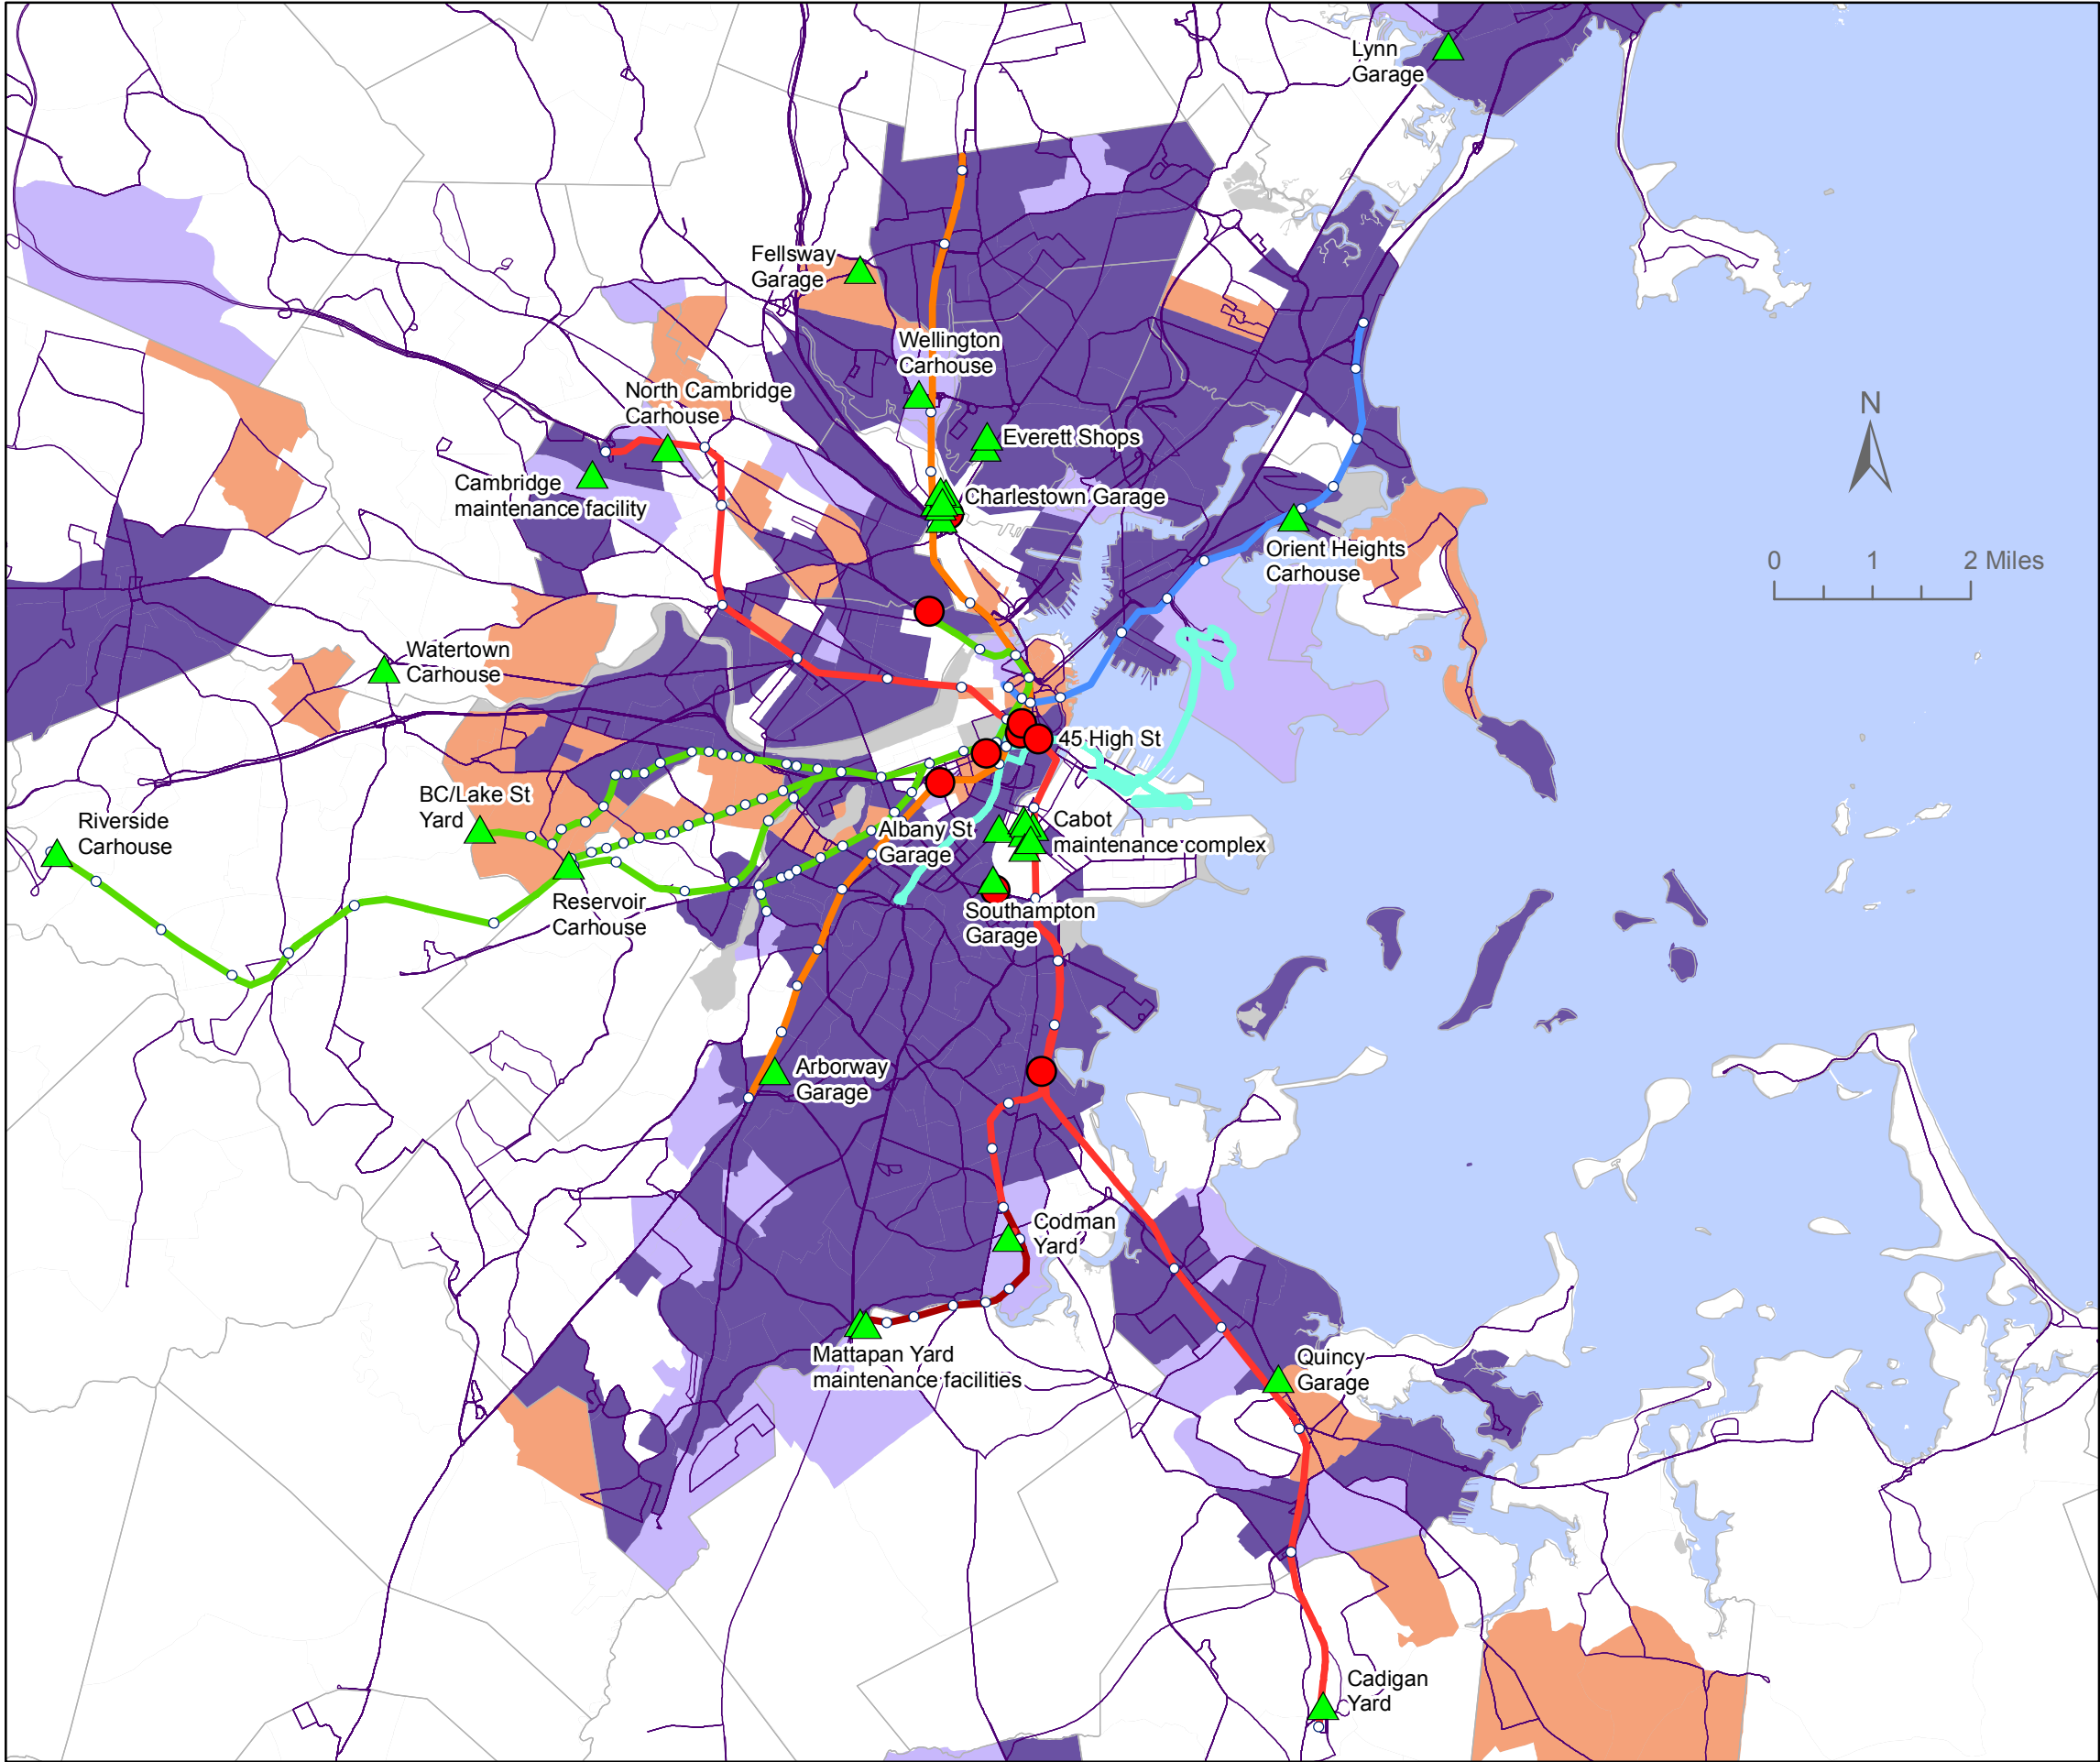 Lynn
Garage
Fellsway
Garage
Wellington
Carhouse
North Cambridge
Carhouse
N
Everett Shops
Cambridge
maintenance facility
Charlestown Garage
Orient Heights
Carhouse
0 1 2 Miles
Watertown
Carhouse
45 High St
BC/Lake St
Yard
Riverside
Carhouse
Albany St
Garage
Cabot
maintenance complex
Reservoir
Carhouse
Southampton
Garage
Arborway
Garage
Codman
Yard
Mattapan Yard
maintenance facilities
Quincy
Garage
Cadigan
Yard